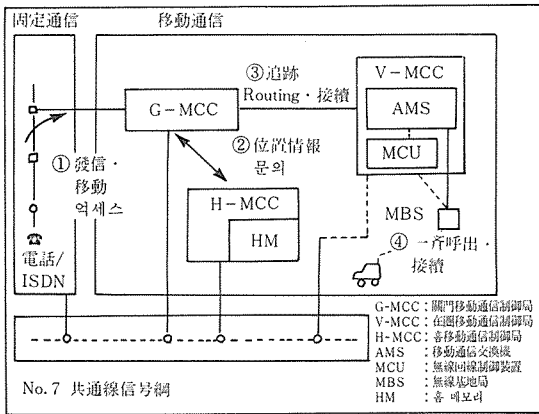 固定通信
移動通信
③追跡
Routing・接續
V-MCC
AMS
MCU
G-MCC
①發信・
移動
억세스
②位置情報
문의
H-MCC
HM
MBS
④ 一斉呼出・
接續
電話/
ISDN
G-MCC：關門移動通信制御局
V-MCC：在圈移動通信制御局
H-MCC：홈移動通信制御局
AMS：移動通信交換機
MCU：無線回線制御裝置
MBS：無線基地局
HM：홈 메모리
No.7 共通線信号綱